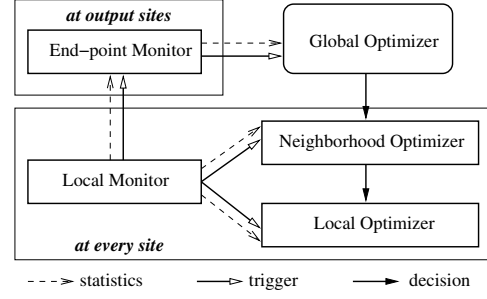 at output sites
End-point Monitor
Global Optimizer
Neighborhood Optimizer
Local Monitor
Local Optimizer
at every site
statistics
trigger
decision